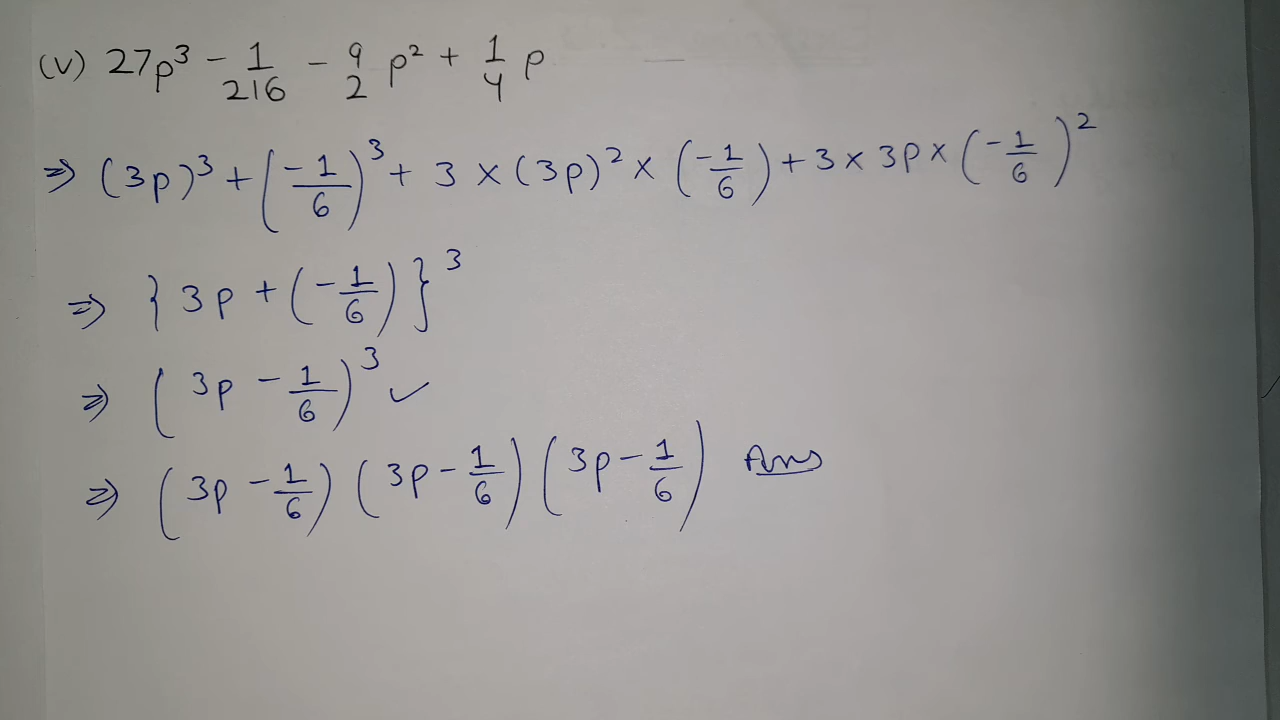 (v) 27p³ - 1/216 - 9/2 p² + 1/4 p
⇒ (3p)³ + (-1/6)³ + 3 × (3p)² × (-1/6) + 3 × 3p × (-1/6)²
⇒ {3p + (-1/6)}³
⇒ (3p - 1/6)³ ✓
⇒ (3p - 1/6) (3p - 1/6) (3p - 1/6) Ans